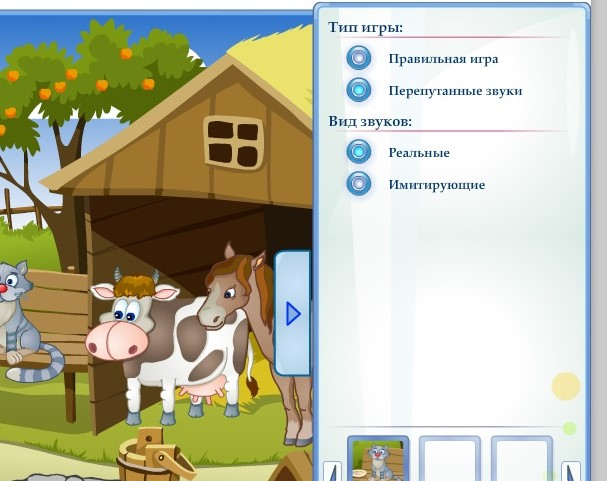 Тип игры:
Правильная игра
Перепутанные звуки
Вид звуков:
Реальные
Имитирующие